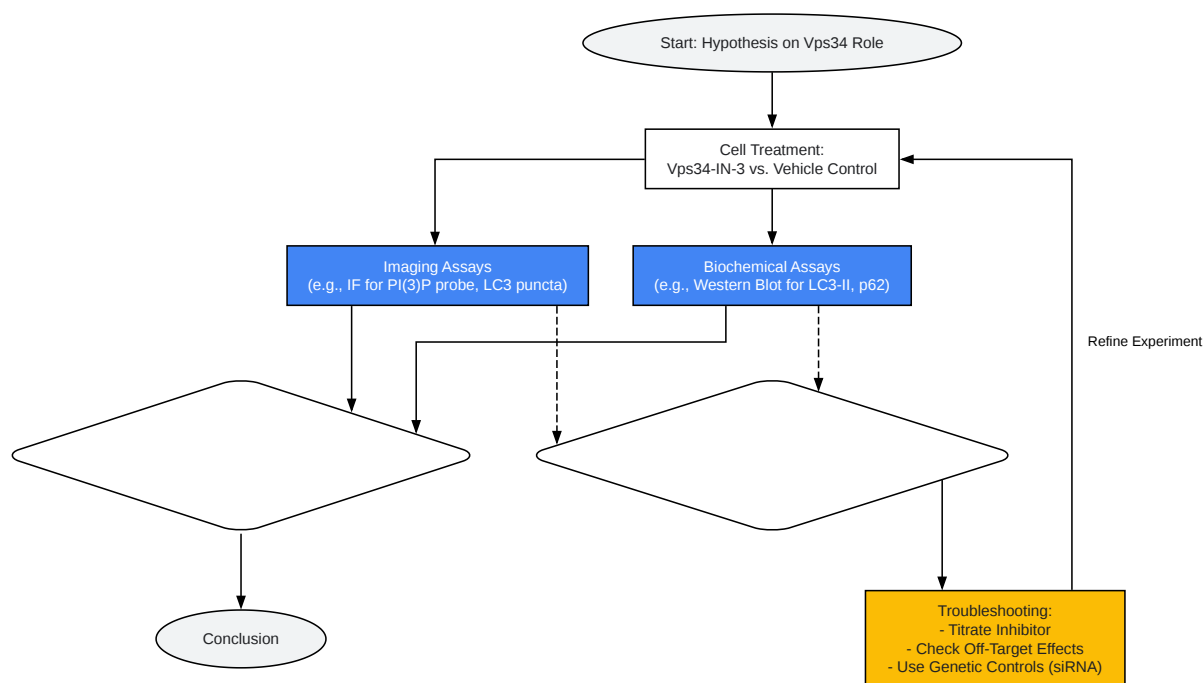 Start: Hypothesis on Vps34 Role
Cell Treatment:
Vps34-IN-3 vs. Vehicle Control
Imaging Assays
(e.g., IF for PI(3)P probe, LC3 puncta)
Biochemical Assays
(e.g., Western Blot for LC3-II, p62)
Refine Experiment
Conclusion
Troubleshooting:
- Titrate Inhibitor
- Check Off-Target Effects
- Use Genetic Controls (siRNA)